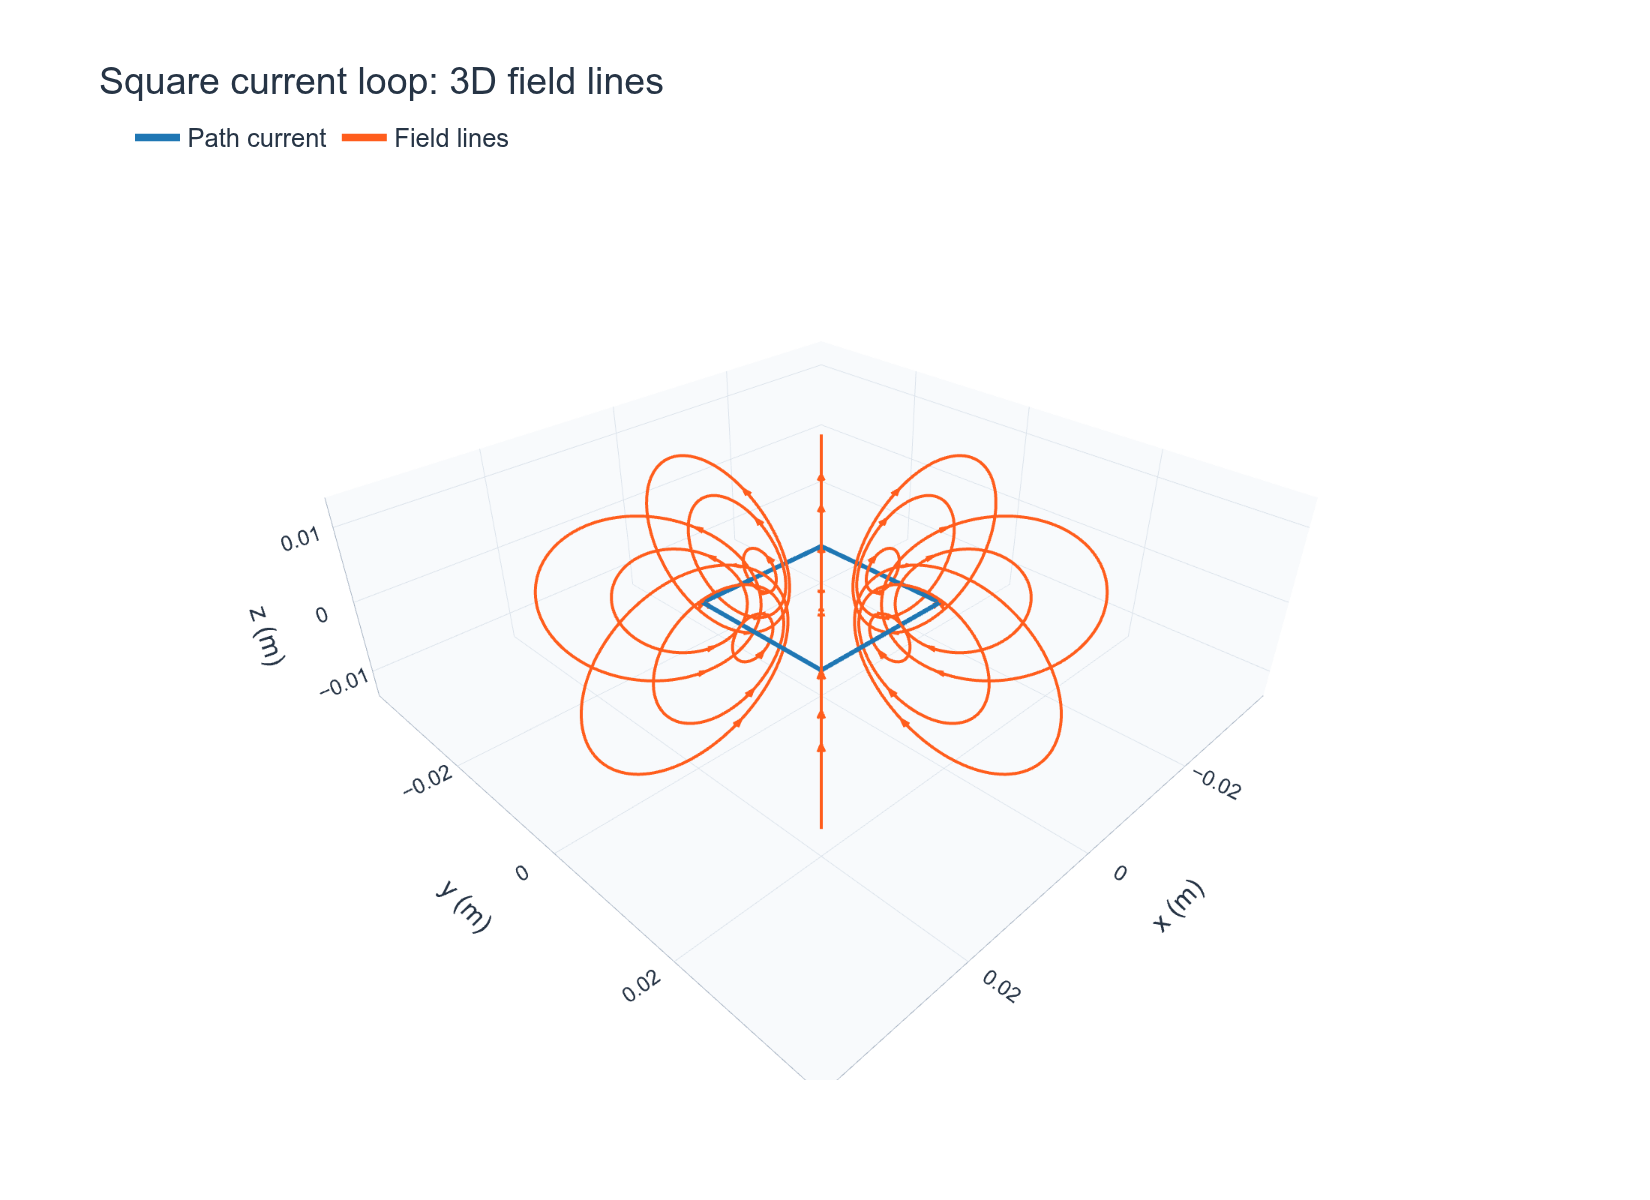 Square current loop: 3D field lines
Path current
Field lines
0.01
0
−0.01
z (m)
−0.02
0
0.02
y (m)
−0.02
0
0.02
x (m)